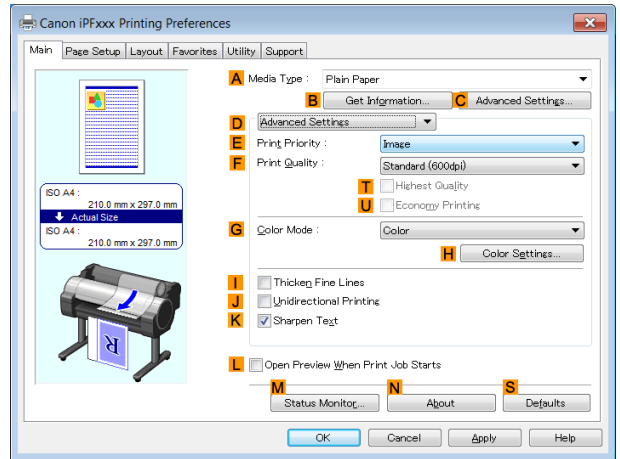 Canon iPFxxx Printing Preferences
Main Page Setup Layout Favorites Utility Support
A Media Type : Plain Paper
B Get Information... C Advanced Settings...
D Advanced Settings
E Print Priority : Image
F Print Quality : Standard (600dpi)
T Highest Quality
U Economy Printing
ISO A4 :
210.0 mm x 297.0 mm
Actual Size
ISO A4 :
210.0 mm x 297.0 mm
G Color Mode : Color
H Color Settings...
I Thicken Fine Lines
J Unidirectional Printing
K Sharpen Text
R
L Open Preview When Print Job Starts
M N S
Status Monitor... About Defaults
OK Cancel Apply Help